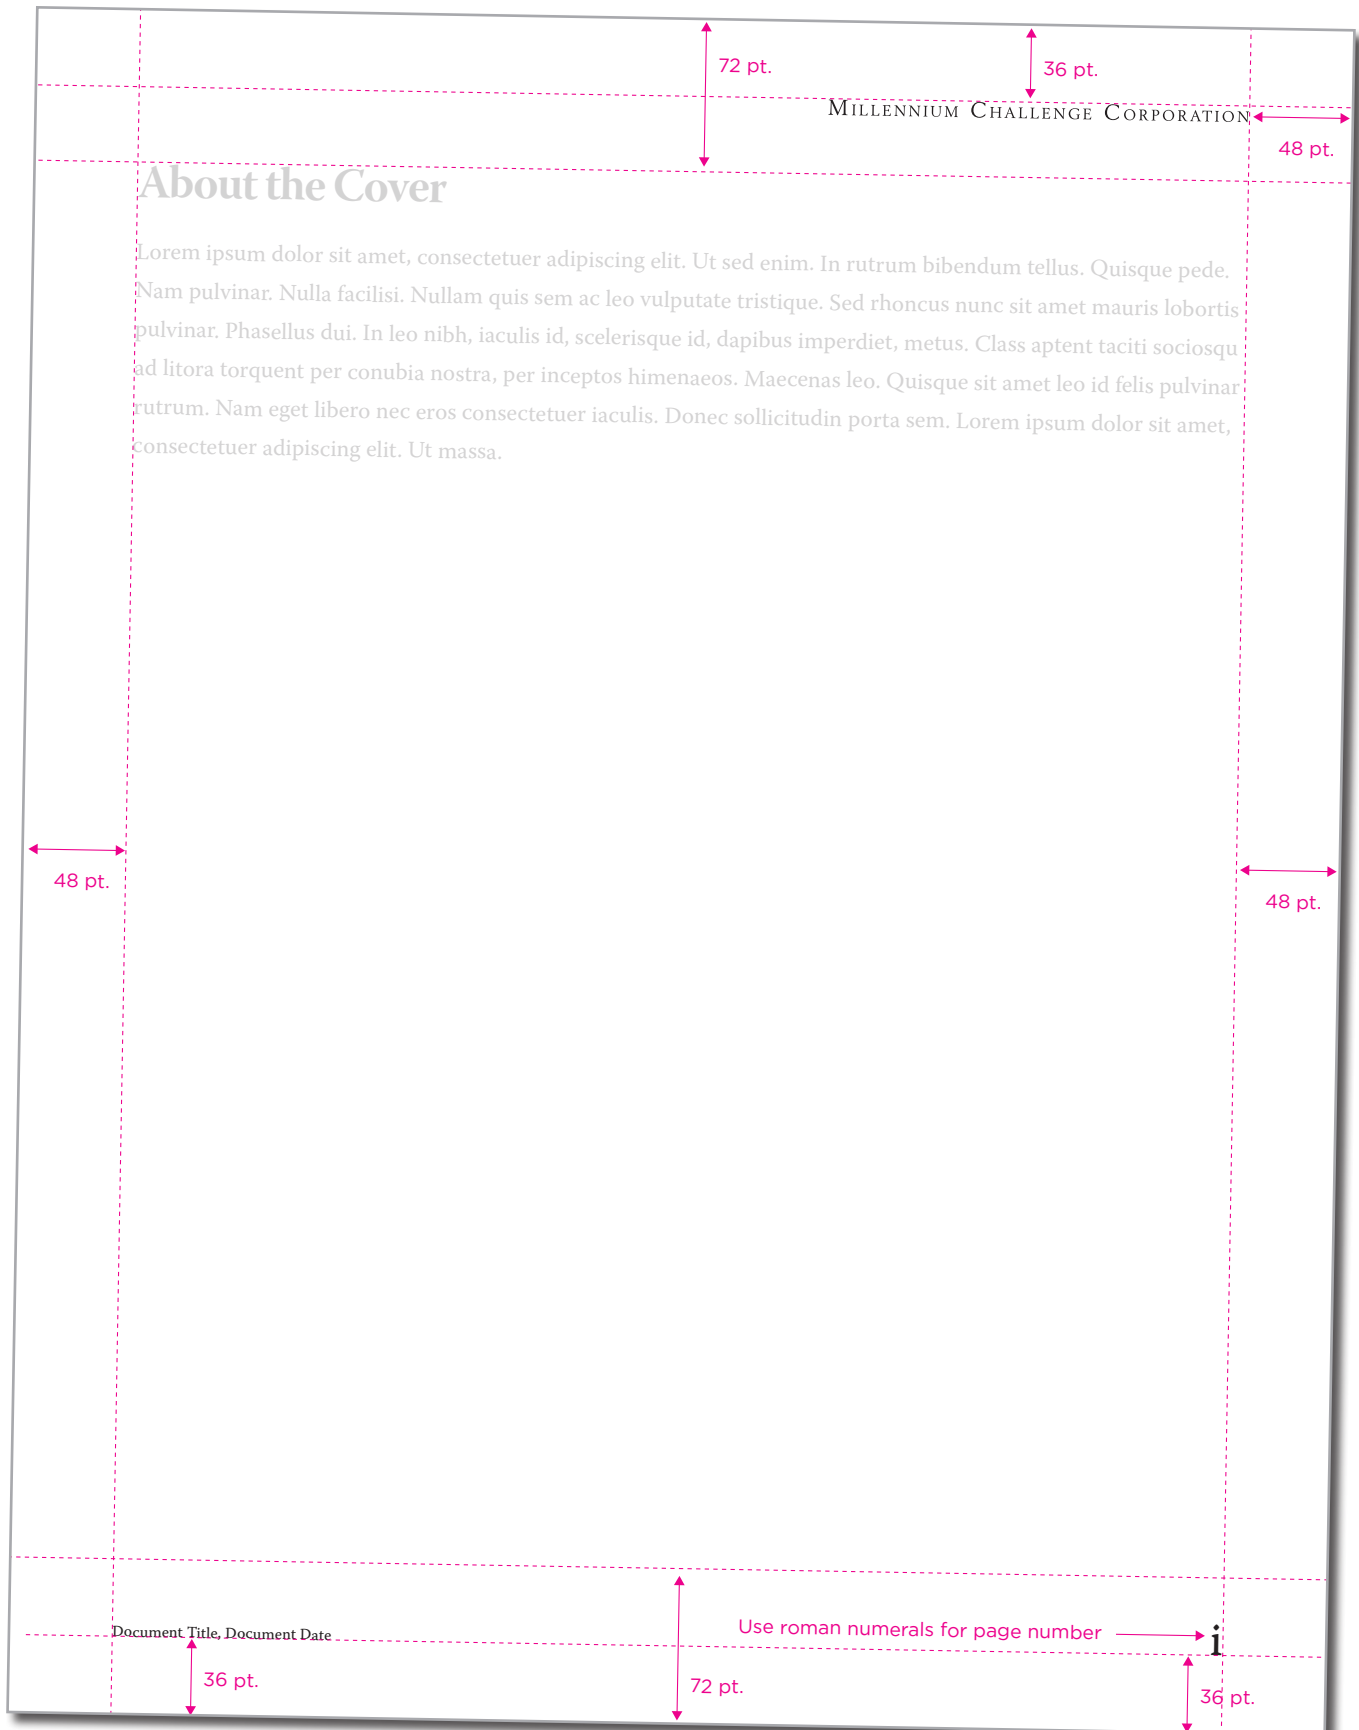 72 pt.
36 pt.
Millennium Challenge Corporation
48 pt.
About the Cover
Lorem ipsum dolor sit amet, consectetuer adipiscing elit. Ut sed enim. In rutrum bibendum tellus. Quisque pede.
Nam pulvinar. Nulla facilisi. Nullam quis sem ac leo vulputate tristique. Sed rhoncus nunc sit amet mauris lobortis
pulvinar. Phasellus dui. In leo nibh, iaculis id, scelerisque id, dapibus imperdiet, metus. Class aptent taciti sociosqu
ad litora torquent per conubia nostra, per inceptos himenaeos. Maecenas leo. Quisque sit amet leo id felis pulvinar
rutrum. Nam eget libero nec eros consectetuer iaculis. Donec sollicitudin porta sem. Lorem ipsum dolor sit amet,
consectetuer adipiscing elit. Ut massa.
48 pt.
48 pt.
Document Title, Document Date
Use roman numerals for page number
i
36 pt.
72 pt.
36 pt.